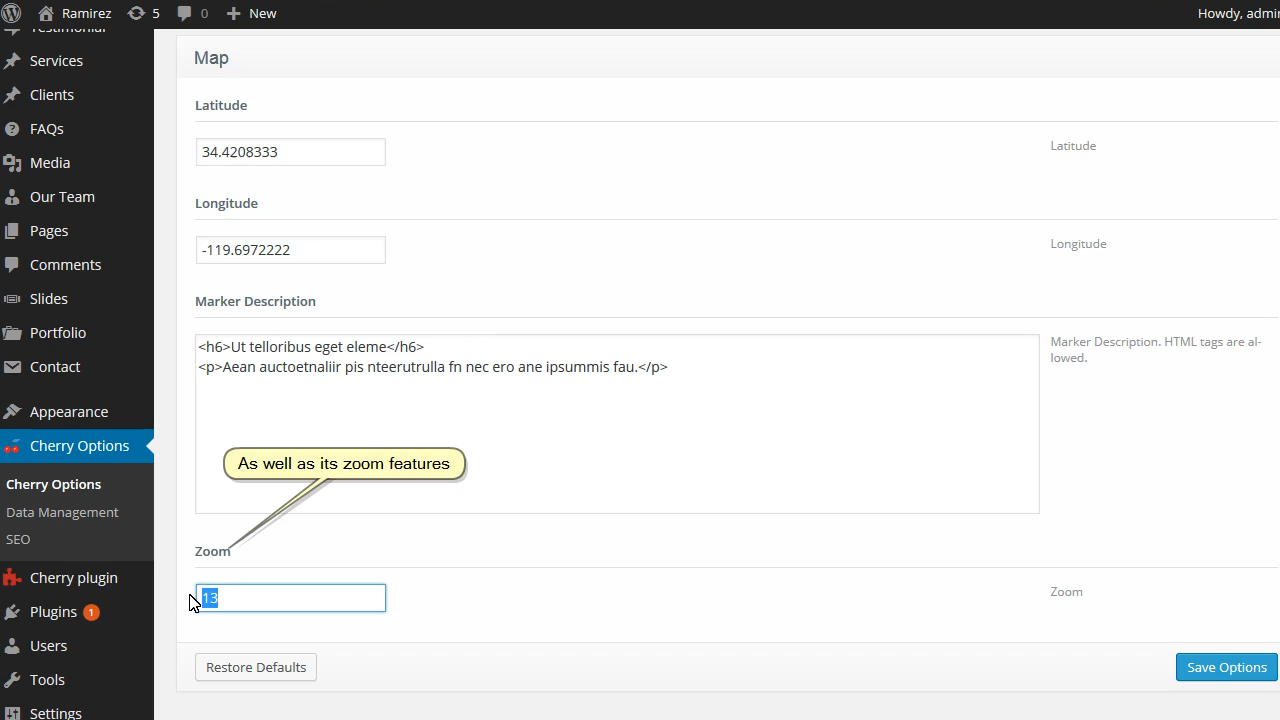 Ramirez 5 0 New Howdy, admin
Testimonial
Services
Clients
FAQs
Media
Our Team
Pages
Comments
Slides
Portfolio
Contact
Appearance
Cherry Options
Cherry Options
Data Management
SEO
Cherry plugin
Plugins 1
Users
Tools
Settings
Map
Latitude
34.4208333
Latitude
Longitude
-119.6972222
Longitude
Marker Description
<h6>Ut telloribus eget eleme</h6>
<p>Aean auctoetnaliir pis nteerutrulla fn nec ero ane ipsummis fau.</p>
Marker Description. HTML tags are al-
lowed.
As well as its zoom features
Zoom
13
Zoom
Restore Defaults
Save Options